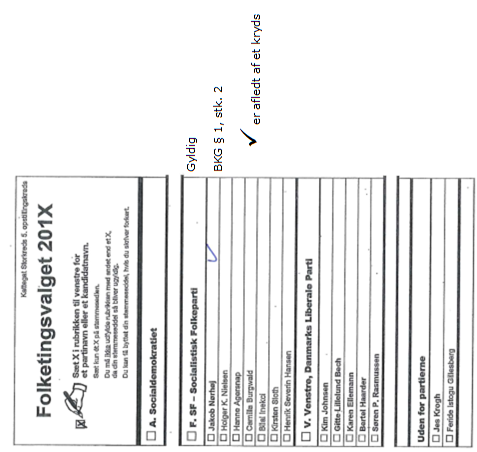 Kattegat Storkreds 5. opstillingskreds
Folketingsvalget 201X
Sæt X i rubrikken til venstre for
et partinavn eller et kandidatnavn.
Sæt kun ét X på stemmesedlen.
Du må ikke udfylde rubrikken med andet end et X,
da din stemmeseddel så bliver ugyldig.
Du kan få byttet din stemmeseddel, hvis du skriver forkert.
A. Socialdemokratiet
F. SF – Socialistisk Folkeparti
Jakob Nørhøj
Holger K. Nielsen
Hanne Agersnap
Camilla Burgwald
Bilal Inekci
Kirsten Sloth
Henrik Severin Hansen
V. Venstre, Danmarks Liberale Parti
Kim Johnsen
Gitte Lillelund Bech
Karen Ellemann
Bertel Haarder
Søren P. Rasmussen
Uden for partierne
Jes Krogh
Feride Istogu Gillesberg
Gyldig
BKG § 1, stk. 2
✓ er afledt af et kryds